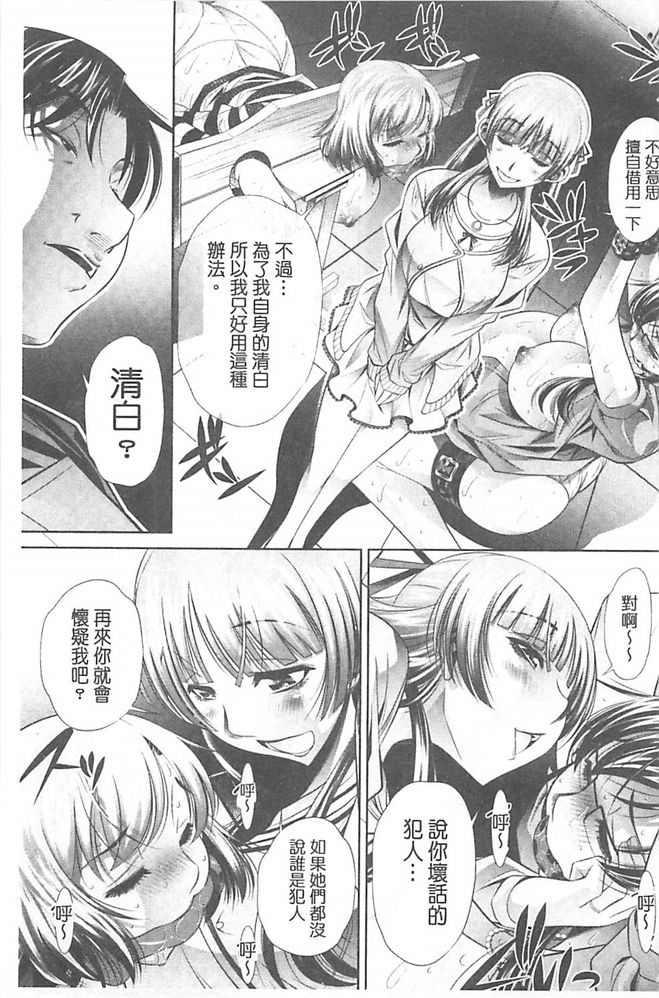 不好意思
擅自借用一下
不過…
為了我自身的清白
所以我只好用這種
辦法。
清白？
對啊～～
說你壞話的
犯人…
呼～
呼～
再來你就會
懷疑我吧？
如果她們都沒
說誰是犯人
呼～
呼～
呼～